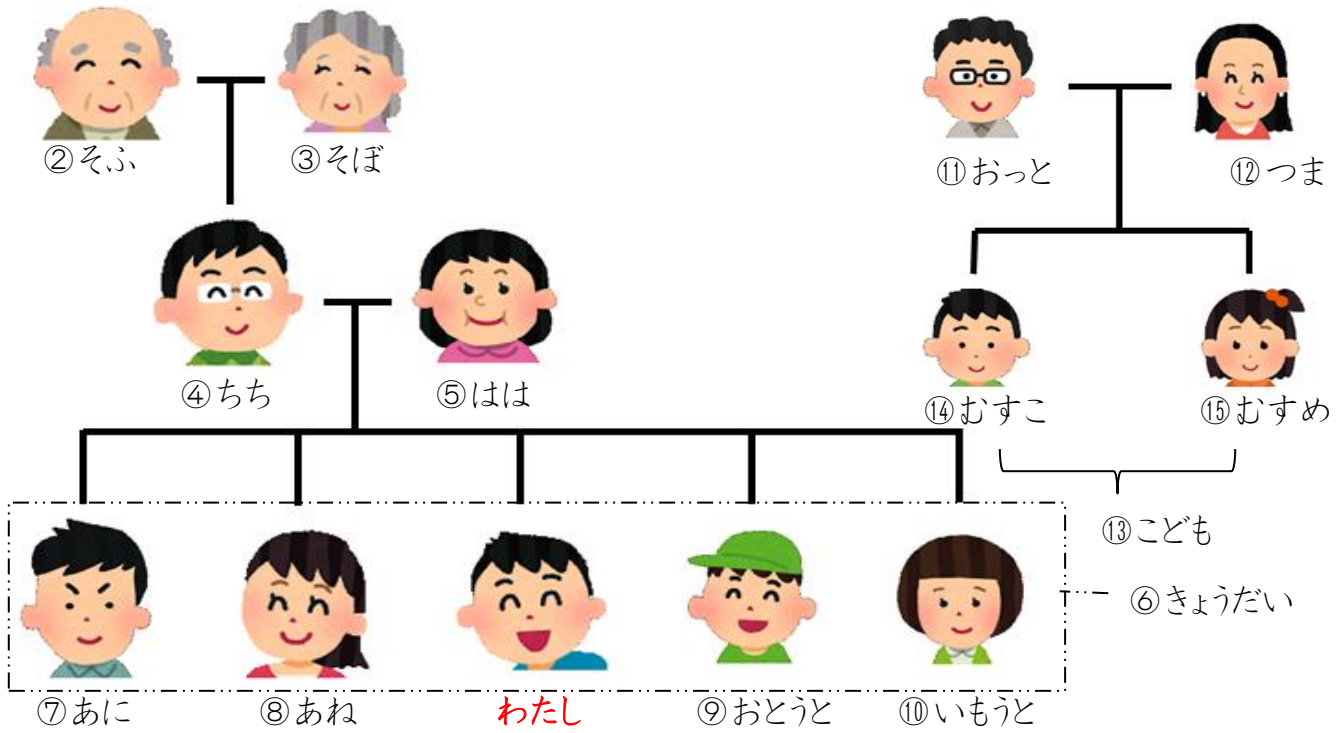 ②そふ
③そぼ
⑪おっと
⑫つま
④ちち
⑤はは
⑭むすこ
⑮むすめ
⑬こども
⑥きょうだい
⑦あに
⑧あね
わたし
⑨おとうと
⑩いもうと